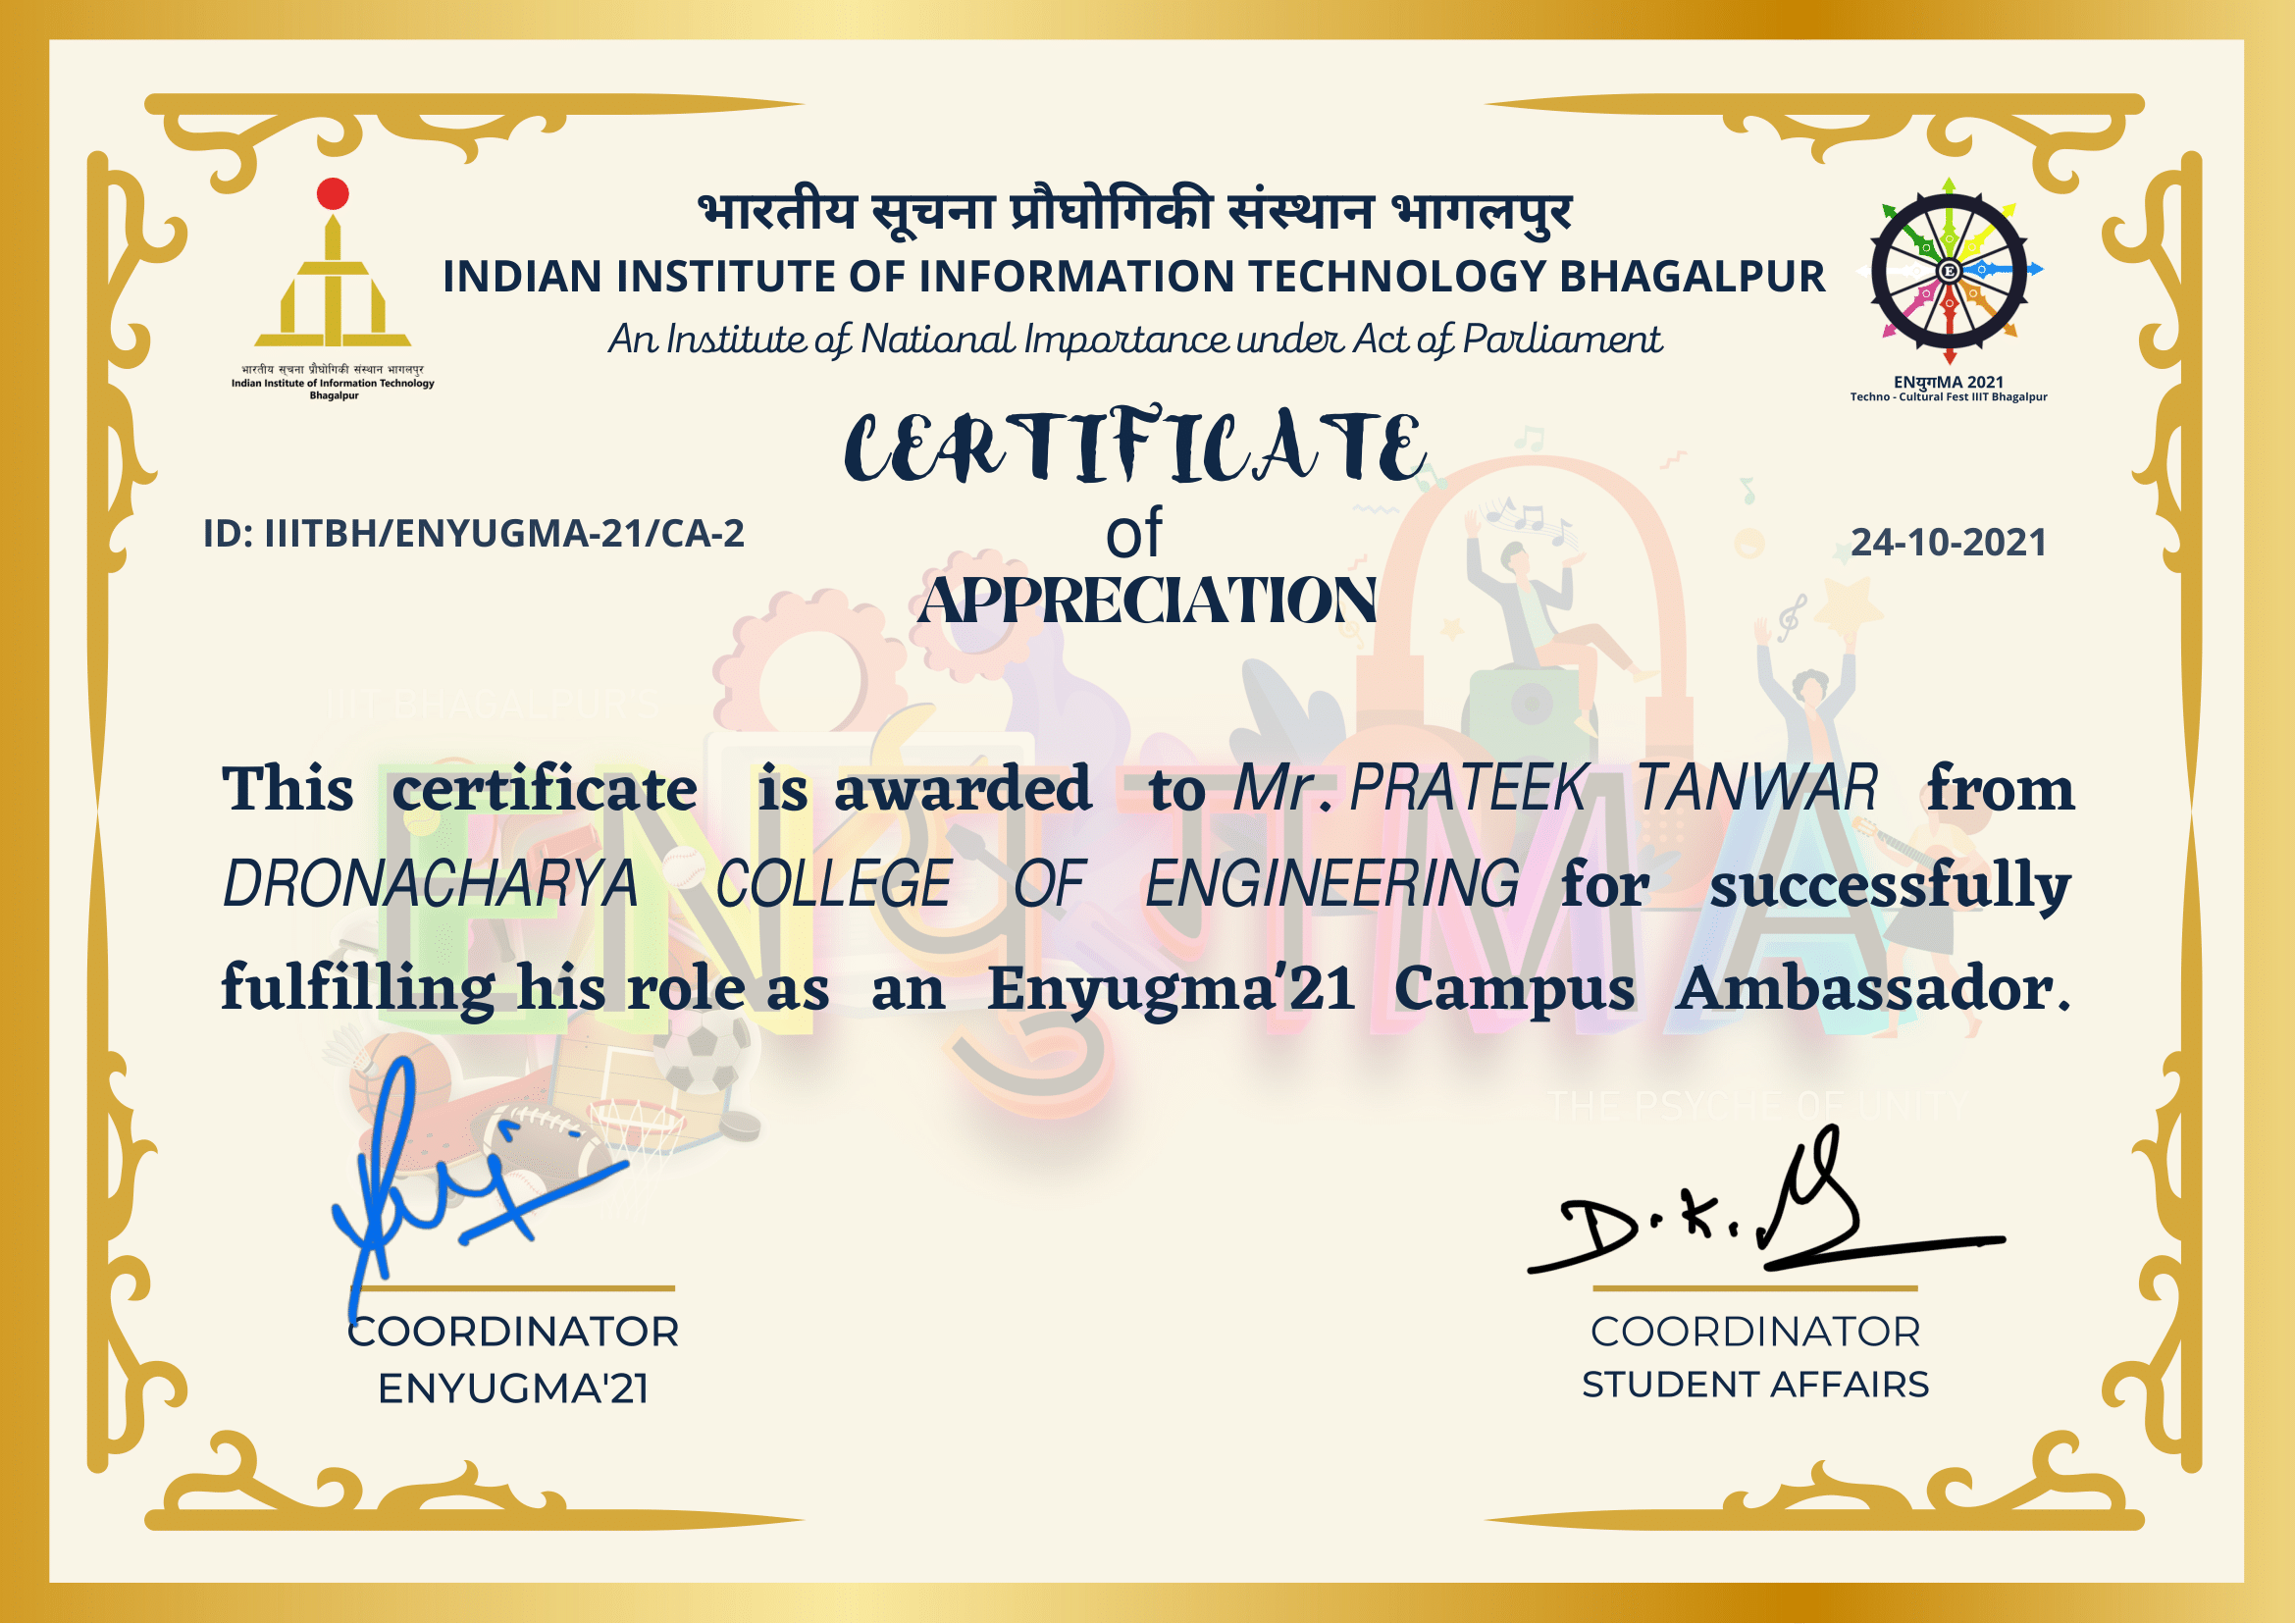 भारतीय सूचना प्रौघोगिकी संस्थान भागलपुर
INDIAN INSTITUTE OF INFORMATION TECHNOLOGY BHAGALPUR
An Institute of National Importance under Act of Parliament
भारतीय सूचना प्रौघोगिकी संस्थान भागलपुर
Indian Institute of Information Technology
Bhagalpur
ENयुगMA 2021
Techno - Cultural Fest IIIT Bhagalpur
CERTIFICATE
of
APPRECIATION
ID: IIITBH/ENYUGMA-21/CA-2
24-10-2021
IIIT BHAGALPUR'S
ENयुगMA
THE PSYCHE OF UNITY
This certificate is awarded to Mr. PRATEEK TANWAR from
DRONACHARYA COLLEGE OF ENGINEERING for successfully
fulfilling his role as an Enyugma'21 Campus Ambassador.
D.K.
COORDINATOR
ENYUGMA'21
COORDINATOR
STUDENT AFFAIRS